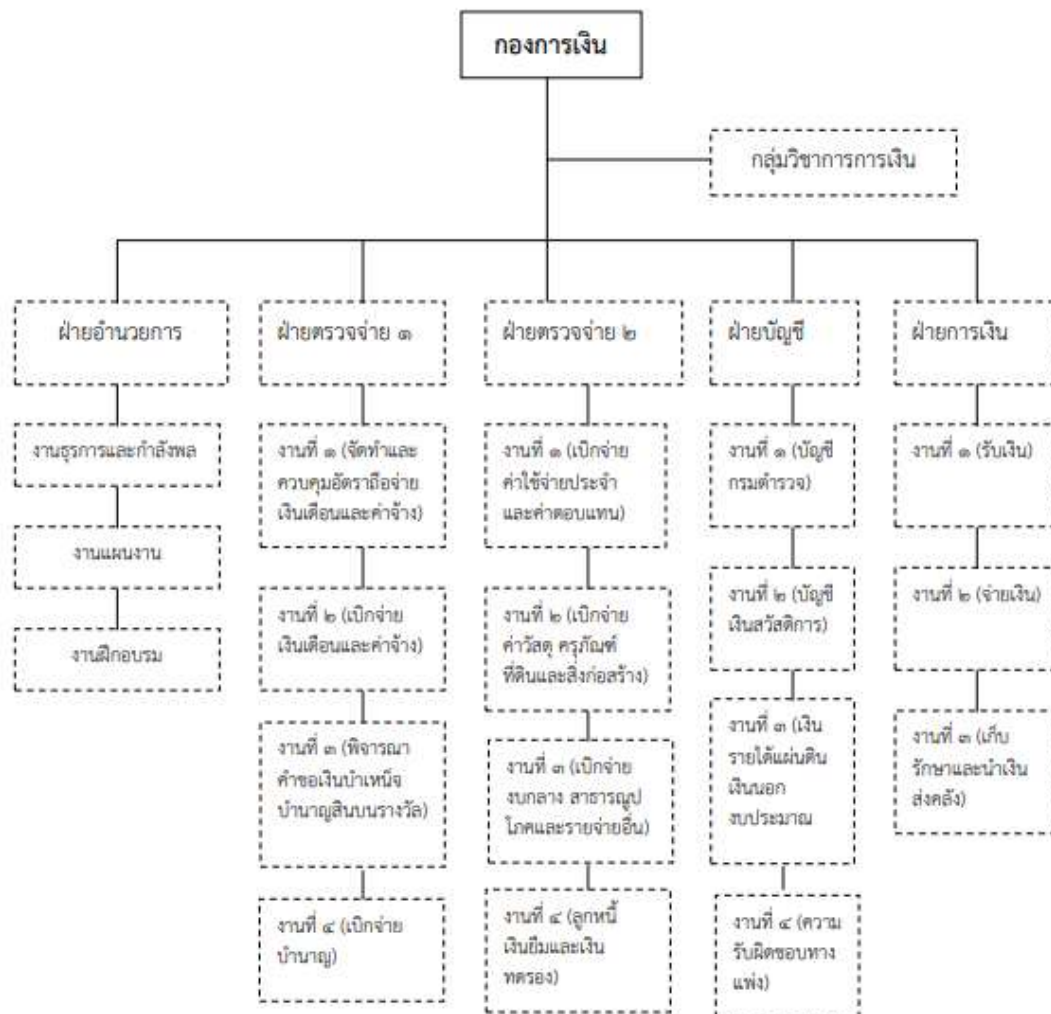 กองการเงิน
กลุ่มวิชาการการเงิน
ฝ่ายอำนวยการ
งานธุรการและกำลังพล
งานแผนงาน
งานฝึกอบรม
ฝ่ายตรวจจ่าย ๑
งานที่ ๑ (จัดทำและ
ควบคุมอัตราถือจ่าย
เงินเดือนและค่าจ้าง)
งานที่ ๒ (เบิกจ่าย
เงินเดือนและค่าจ้าง)
งานที่ ๓ (พิจารณา
คำขอเงินบำเหน็จ
บำนาญสินบนรางวัล)
งานที่ ๔ (เบิกจ่าย
บำนาญ)
ฝ่ายตรวจจ่าย ๒
งานที่ ๑ (เบิกจ่าย
ค่าใช้จ่ายประจำ
และค่าตอบแทน)
งานที่ ๒ (เบิกจ่าย
ค่าวัสดุ ครุภัณฑ์
ที่ดินและสิ่งก่อสร้าง)
งานที่ ๓ (เบิกจ่าย
งบกลาง สาธารณูป
โภคและรายจ่ายอื่น)
งานที่ ๔ (ลูกหนี้
เงินยืมและเงิน
ทดรอง)
ฝ่ายบัญชี
งานที่ ๑ (บัญชี
กรมตำรวจ)
งานที่ ๒ (บัญชี
เงินสวัสดิการ)
งานที่ ๓ (เงิน
รายได้แผ่นดิน
เงินนอก
งบประมาณ
งานที่ ๔ (ความ
รับผิดชอบทาง
แพ่ง)
ฝ่ายการเงิน
งานที่ ๑ (รับเงิน)
งานที่ ๒ (จ่ายเงิน)
งานที่ ๓ (เก็บ
รักษาและนำเงิน
ส่งคลัง)